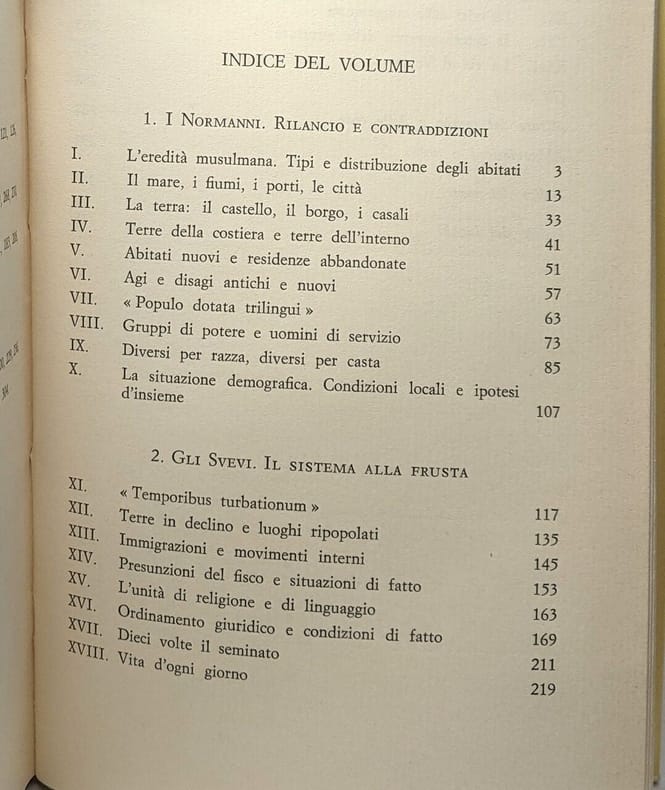 INDICE DEL VOLUME
1. I NORMANNI. RILANCIO E CONTRADDIZIONI
I. L'eredità musulmana. Tipi e distribuzione degli abitati 3
II. Il mare, i fiumi, i porti, le città 13
III. La terra: il castello, il borgo, i casali 33
IV. Terre della costiera e terre dell'interno 41
V. Abitati nuovi e residenze abbandonate 51
VI. Agi e disagi antichi e nuovi 57
VII. « Populo dotata trilingui » 63
VIII. Gruppi di potere e uomini di servizio 73
IX. Diversi per razza, diversi per casta 85
X. La situazione demografica. Condizioni locali e ipotesi
d'insieme 107
2. GLI SVEVI. IL SISTEMA ALLA FRUSTA
XI. « Temporibus turbationum » 117
XII. Terre in declino e luoghi ripopolati 135
XIII. Immigrazioni e movimenti interni 145
XIV. Presunzioni del fisco e situazioni di fatto 153
XV. L'unità di religione e di linguaggio 163
XVI. Ordinamento giuridico e condizioni di fatto 169
XVII. Dieci volte il seminato 211
XVIII. Vita d'ogni giorno 219